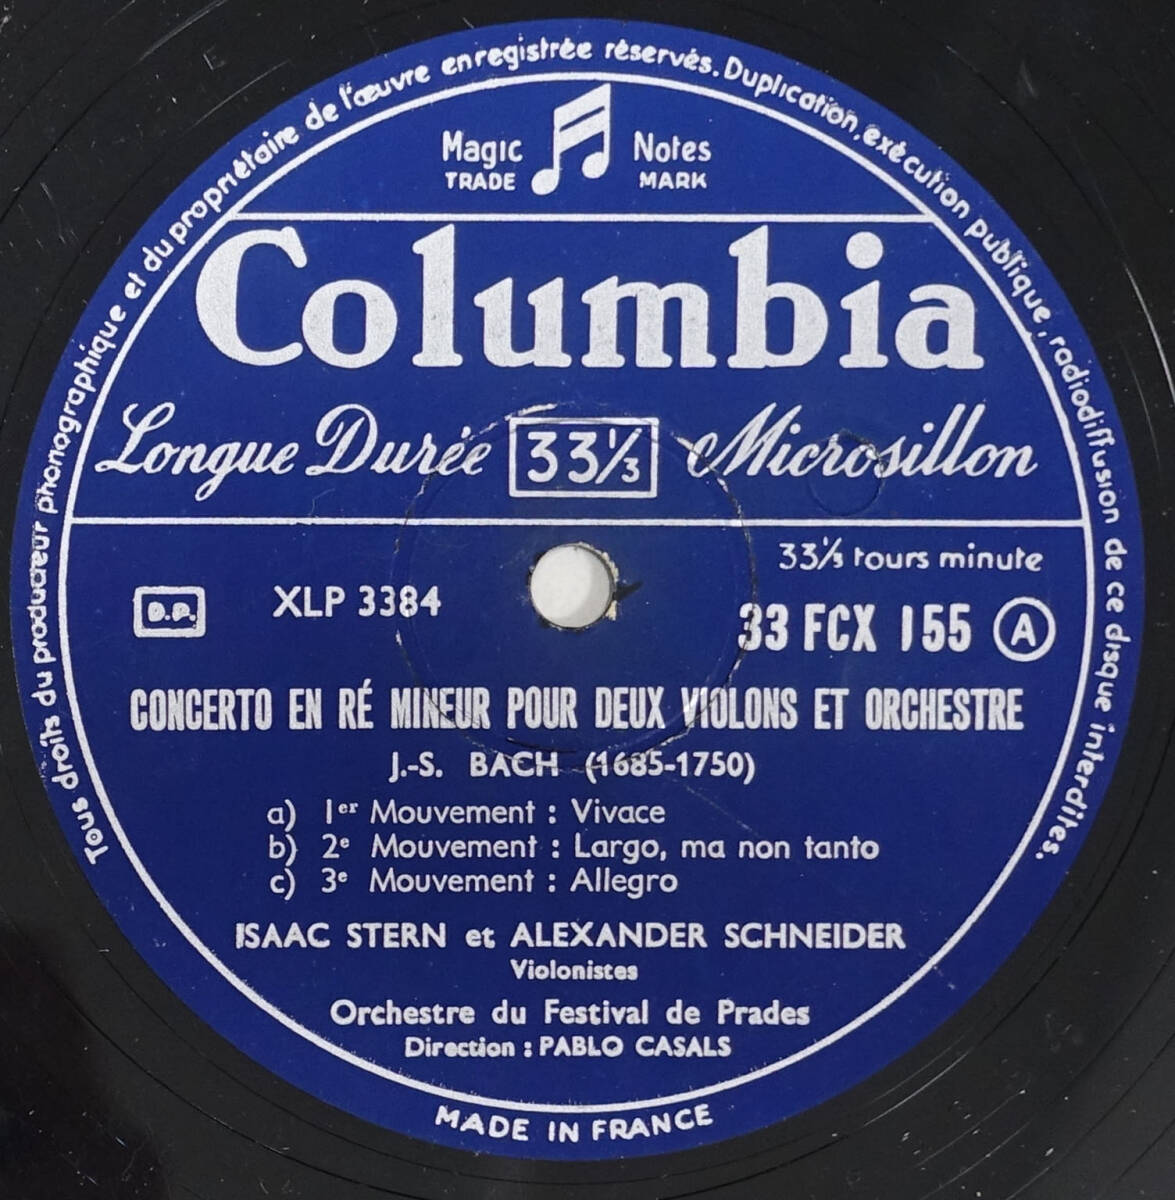 Tous droits du producteur phonographique et du propriétaire de l'œuvre enregistrée réservés. Duplication, exécution publique, radiodiffusion de ce disque interdites.
Magic Notes
TRADE MARK
Columbia
Longue Durée 33⅓ Microsillon
33⅓ tours minute
D.P. XLP 3384 33 FCX 155 A
CONCERTO EN RÉ MINEUR POUR DEUX VIOLONS ET ORCHESTRE
J.-S. BACH (1685-1750)
a) 1er Mouvement : Vivace
b) 2e Mouvement : Largo, ma non tanto
c) 3e Mouvement : Allegro
ISAAC STERN et ALEXANDER SCHNEIDER
Violonistes
Orchestre du Festival de Prades
Direction : PABLO CASALS
MADE IN FRANCE